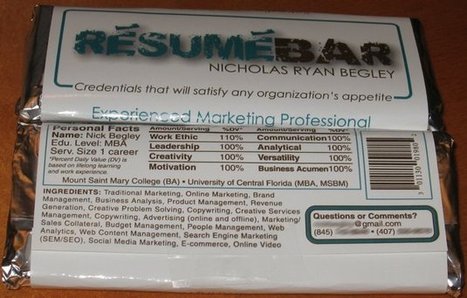 RÉSUMÉBAR
NICHOLAS RYAN BEGLEY
Credentials that will satisfy any organization's appetite
Experienced Marketing Professional
Personal Facts
Name: Nick Begley
Edu. Level: MBA
Serv. Size 1 career
*Percent Daily Value (DV) is
based on lifelong learning
and work experience.
Amount/Serving %DV* Amount/Serving %DV*
Work Ethic 110% Communication 100%
Leadership 100% Analytical 100%
Creativity 100% Versatility 100%
Motivation 100% Business Acumen 100%
Mount Saint Mary College (BA) • University of Central Florida (MBA, MSBM)
INGREDIENTS: Traditional Marketing, Online Marketing, Brand
Management, Business Analysis, Product Management, Revenue
Generation, Creative Problem Solving, Copywriting, Creative Services
Management, Copywriting, Advertising (online and offline), Marketing/
Sales Collateral, Budget Management, People Management, Web
Analytics, Web Content Management, Search Engine Marketing
(SEM/SEO), Social Media Marketing, E-commerce, Online Video
Questions or Comments?
@gmail.com
(845) • (407)